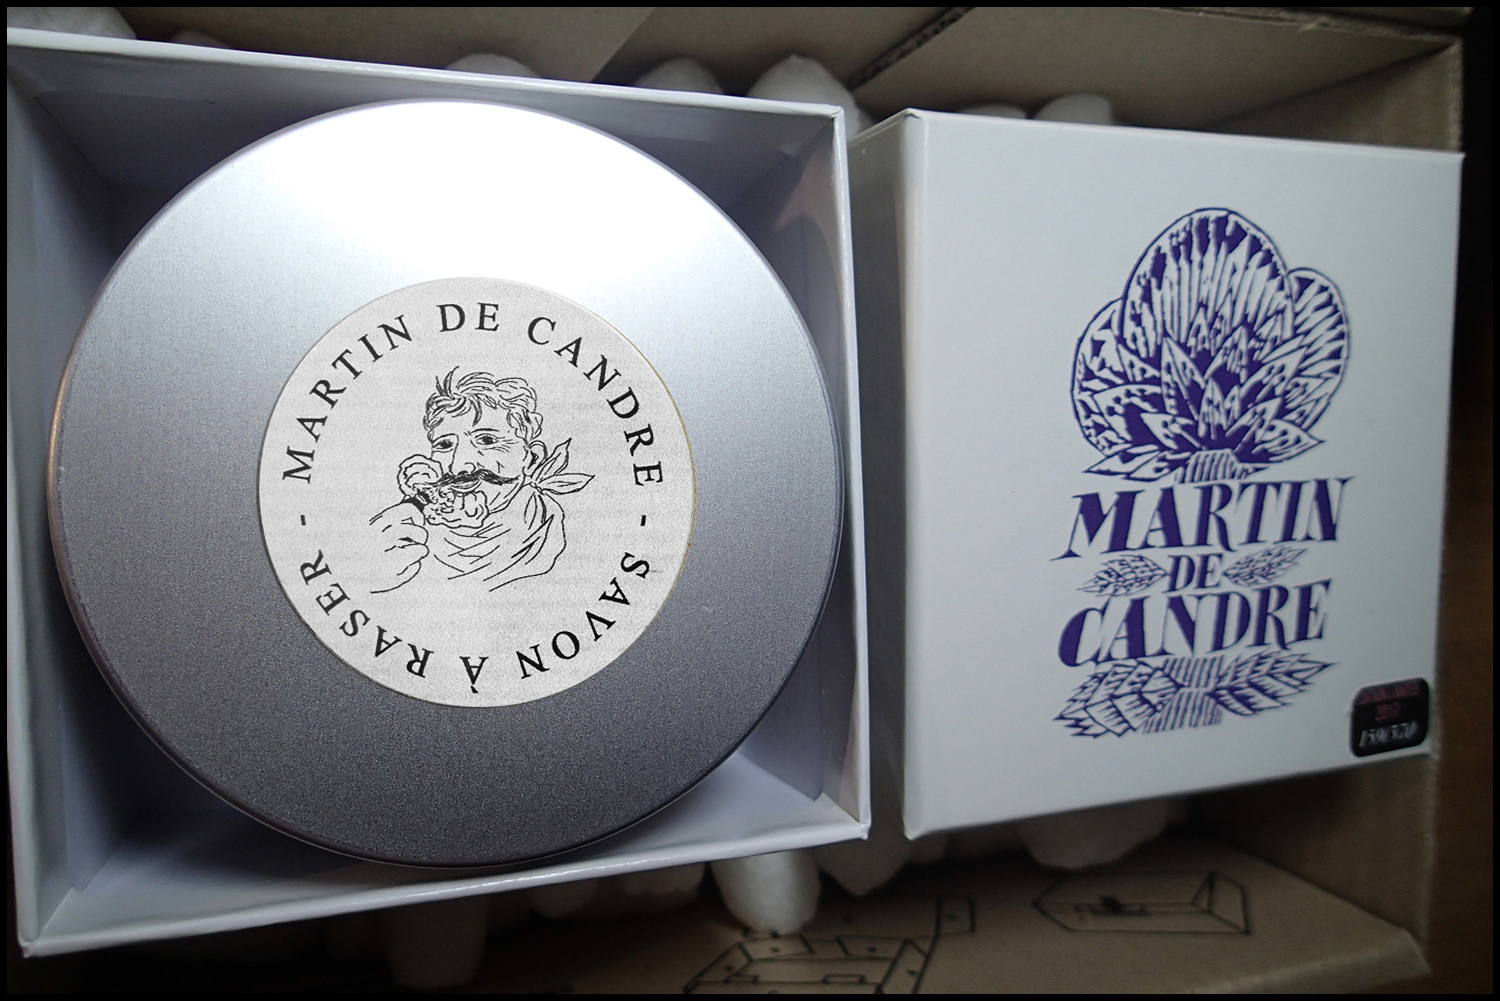 MARTIN DE CANDRE
- SAVON À RASER -
MARTIN
DE
CANDRE